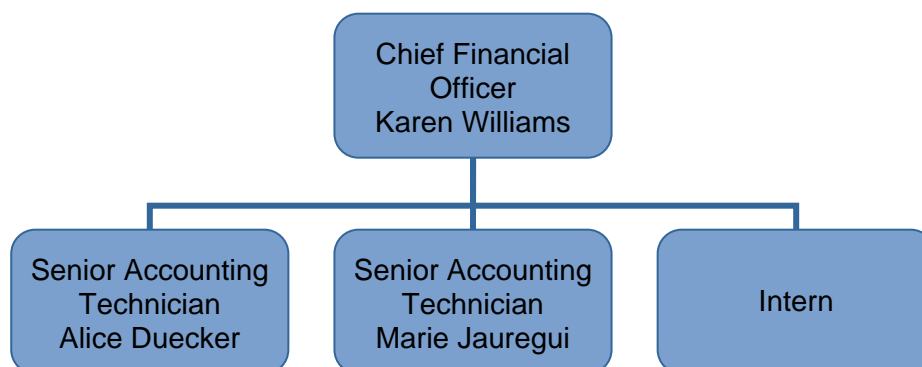 Chief Financial
Officer
Karen Williams
Senior Accounting
Technician
Alice Duecker
Senior Accounting
Technician
Marie Jauregui
Intern